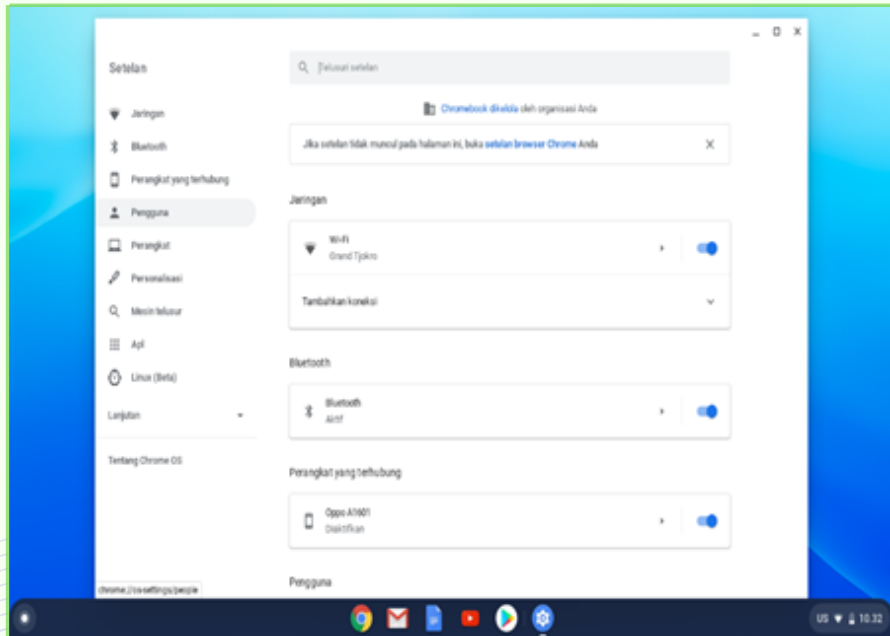 Setelan
Telusuri setelan
Chromebook dikelola oleh organisasi Anda
Jika setelan tidak muncul pada halaman ini, buka setelan browser Chrome Anda
Jaringan
Bluetooth
Perangkat yang terhubung
Pengguna
Perangkat
Personalisasi
Mesin telusur
Apl
Linux (Beta)
Lanjutan
Tentang Chrome OS
Jaringan
Wi-Fi
Grand Tjokro
Tambahkan koneksi
Bluetooth
Bluetooth
Aktif
Perangkat yang terhubung
Oppo A1601
Diaktifkan
Pengguna
chrome://os-settings/people
US
10.32